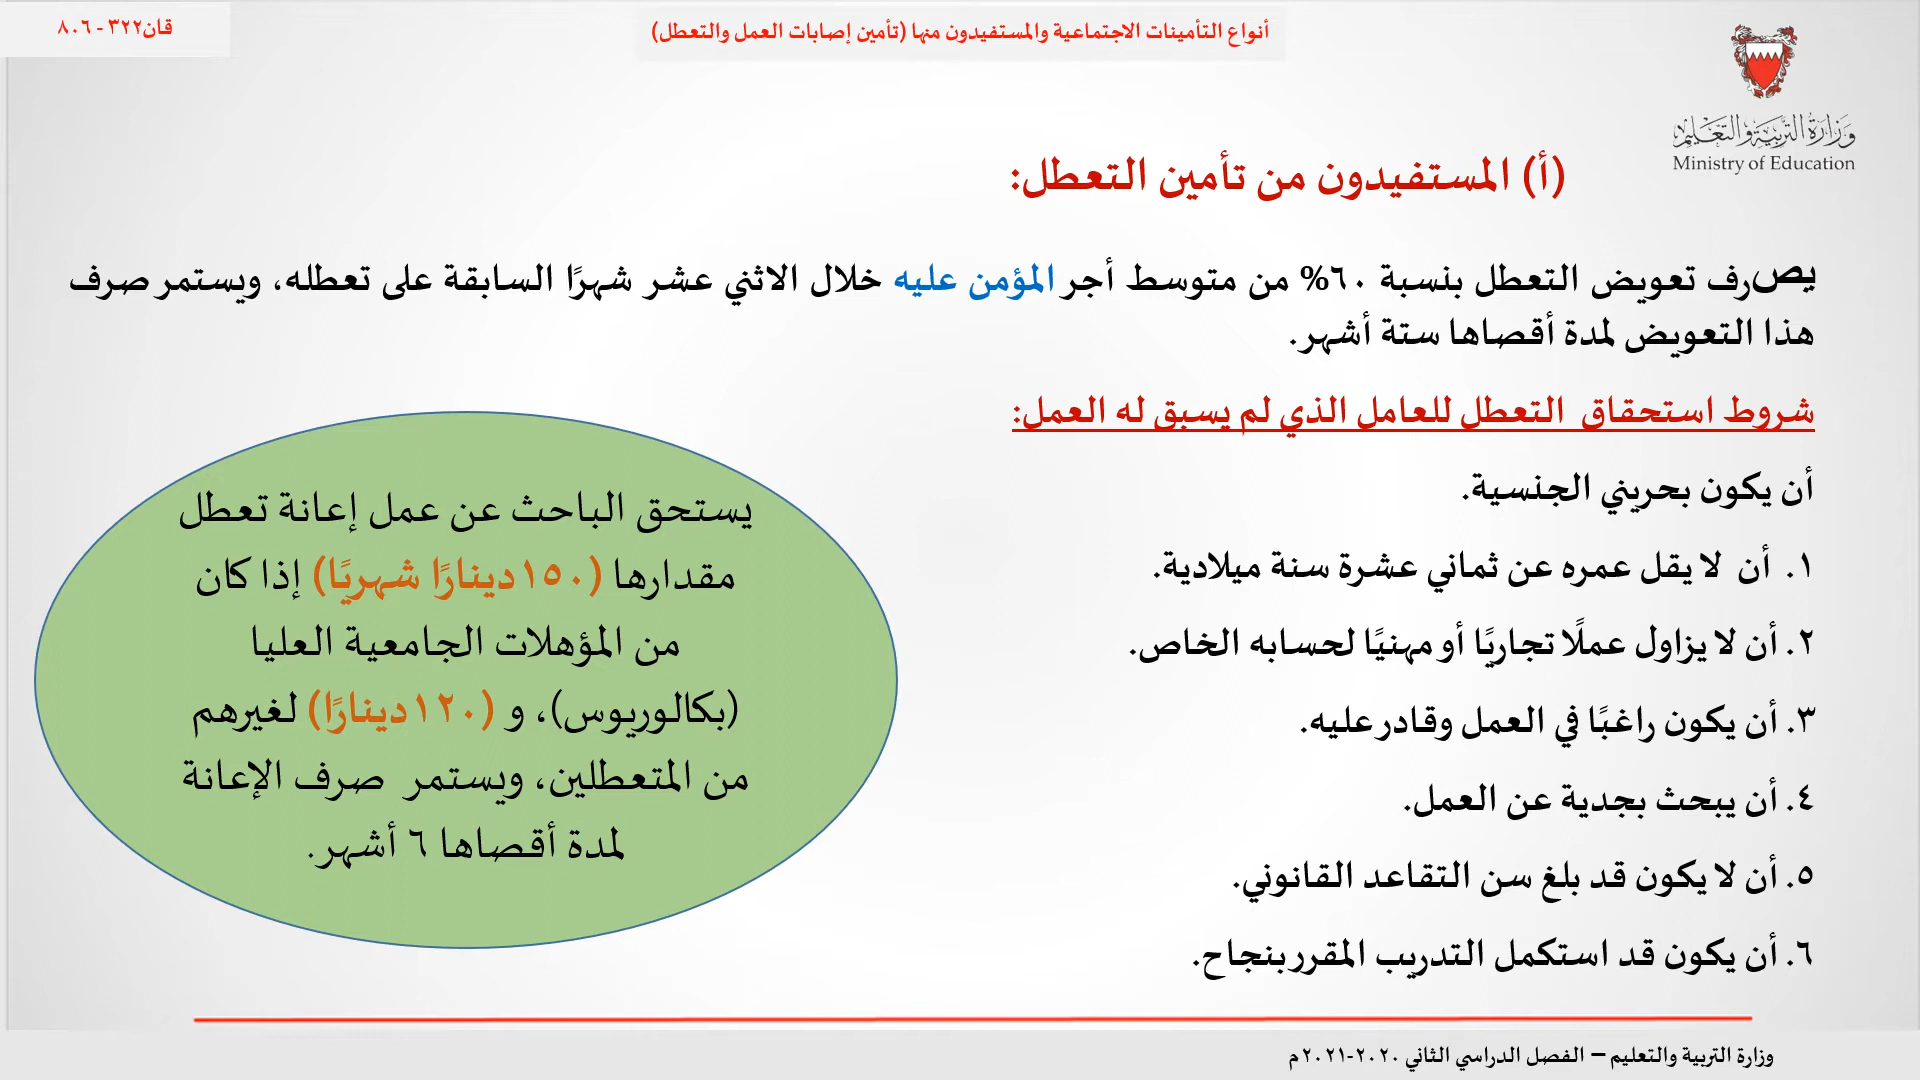 أنواع التأمينات الاجتماعية والمستفيدون منها (تأمين إصابات العمل والتعطل)
قان٣٢٢ - ٨٠٦
وزارة التربية والتعليم
Ministry of Education
(أ) المستفيدون من تأمين التعطل:
يصرف تعويض التعطل بنسبة ٦٠% من متوسط أجر المؤمن عليه خلال الاثني عشر شهرًا السابقة على تعطله، ويستمر صرف
هذا التعويض لمدة أقصاها ستة أشهر.
شروط استحقاق التعطل للعامل الذي لم يسبق له العمل:
أن يكون بحريني الجنسية.
١. أن لا يقل عمره عن ثماني عشرة سنة ميلادية.
٢. أن لا يزاول عملًا تجاريًا أو مهنيًا لحسابه الخاص.
٣. أن يكون راغبًا في العمل وقادر عليه.
٤. أن يبحث بجدية عن العمل.
٥. أن لا يكون قد بلغ سن التقاعد القانوني.
٦. أن يكون قد استكمل التدريب المقرر بنجاح.
يستحق الباحث عن عمل إعانة تعطل
مقدارها (١٥٠ دينارًا شهريًا) إذا كان
من المؤهلات الجامعية العليا
(بكالوريوس)، و (١٢٠ دينارًا) لغيرهم
من المتعطلين، ويستمر صرف الإعانة
لمدة أقصاها ٦ أشهر.
وزارة التربية والتعليم – الفصل الدراسي الثاني ٢٠٢٠-٢٠٢١م